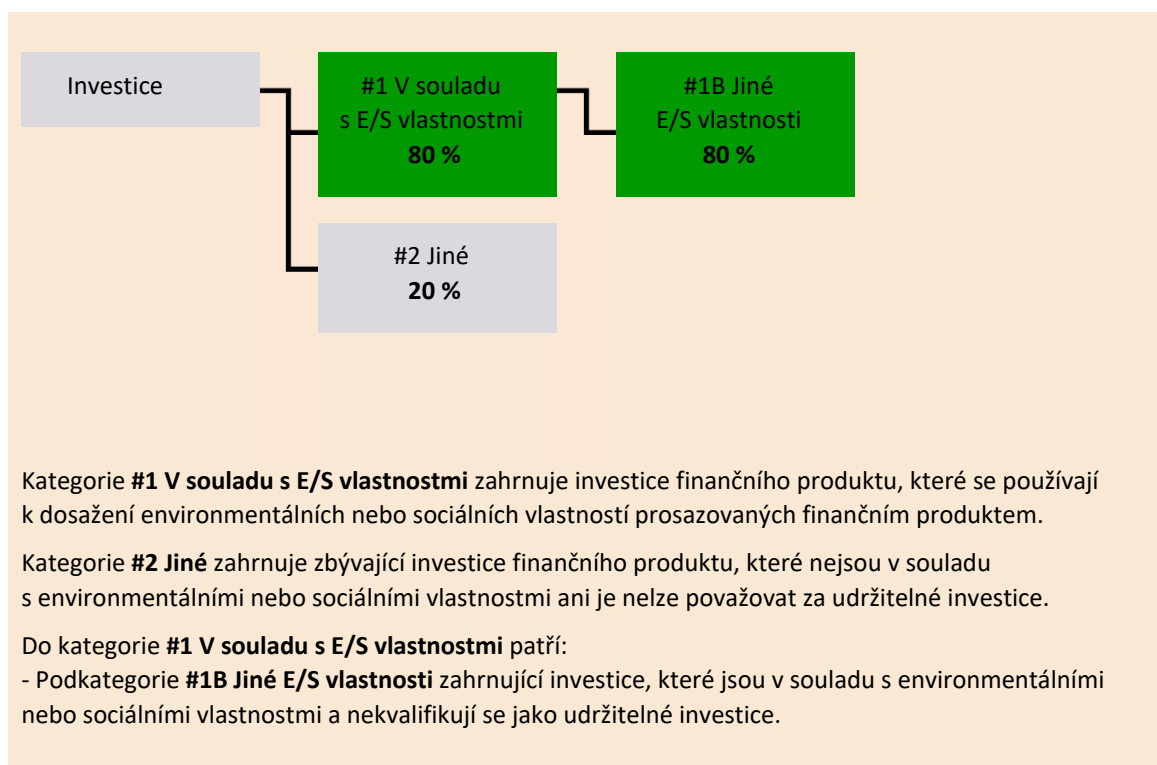 Investice
#1 V souladu
s E/S vlastnostmi
80 %
#1B Jiné
E/S vlastnosti
80 %
#2 Jiné
20 %
Kategorie #1 V souladu s E/S vlastnostmi zahrnuje investice finančního produktu, které se používají
k dosažení environmentálních nebo sociálních vlastností prosazovaných finančním produktem.
Kategorie #2 Jiné zahrnuje zbývající investice finančního produktu, které nejsou v souladu
s environmentálními nebo sociálními vlastnostmi ani je nelze považovat za udržitelné investice.
Do kategorie #1 V souladu s E/S vlastnostmi patří:
- Podkategorie #1B Jiné E/S vlastnosti zahrnující investice, které jsou v souladu s environmentálními
nebo sociálními vlastnostmi a nekvalifikují se jako udržitelné investice.